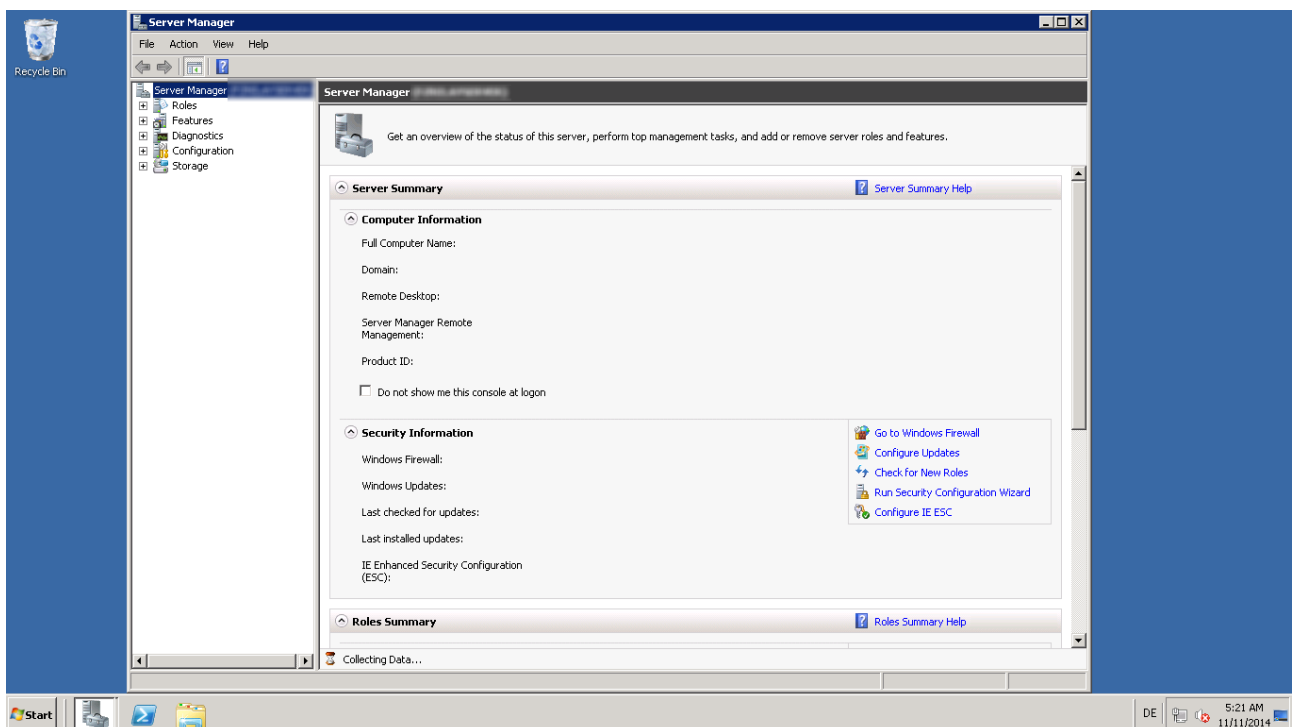 Server Manager
File Action View Help
Recycle Bin
Server Manager
Roles
Features
Diagnostics
Configuration
Storage
Server Manager
Get an overview of the status of this server, perform top management tasks, and add or remove server roles and features.
Server Summary
Server Summary Help
Computer Information
Full Computer Name:
Domain:
Remote Desktop:
Server Manager Remote
Management:
Product ID:
Do not show me this console at logon
Security Information
Windows Firewall:
Windows Updates:
Last checked for updates:
Last installed updates:
IE Enhanced Security Configuration
(ESC):
Go to Windows Firewall
Configure Updates
Check for New Roles
Run Security Configuration Wizard
Configure IE ESC
Roles Summary
Roles Summary Help
Collecting Data...
Start
DE
5:21 AM
11/11/2014